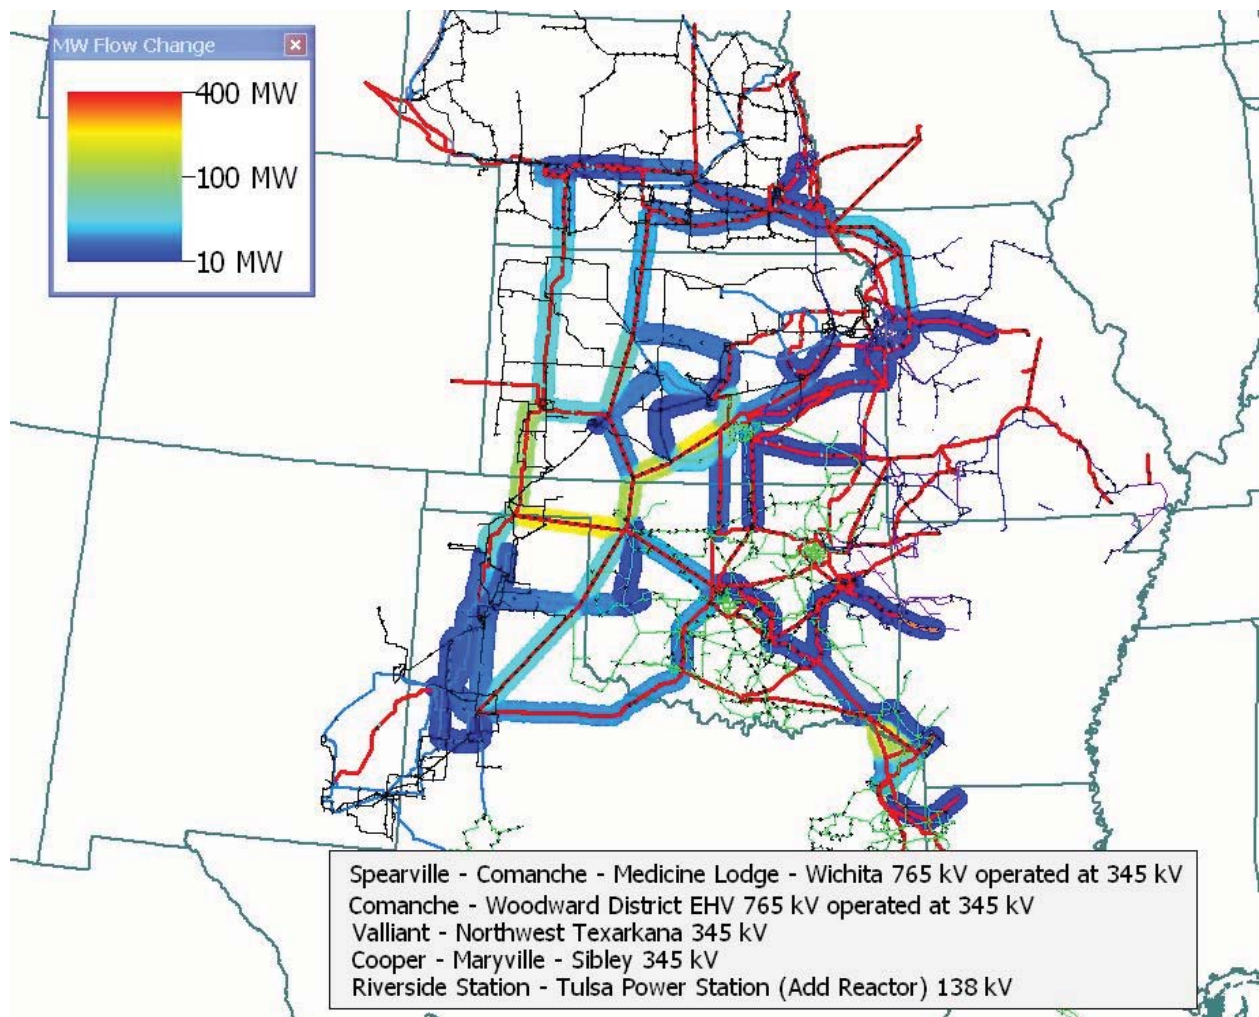 MW Flow Change
400 MW
100 MW
10 MW
Spearville - Comanche - Medicine Lodge - Wichita 765 kV operated at 345 kV
Comanche - Woodward District EHV 765 kV operated at 345 kV
Valliant - Northwest Texarkana 345 kV
Cooper - Maryville - Sibley 345 kV
Riverside Station - Tulsa Power Station (Add Reactor) 138 kV